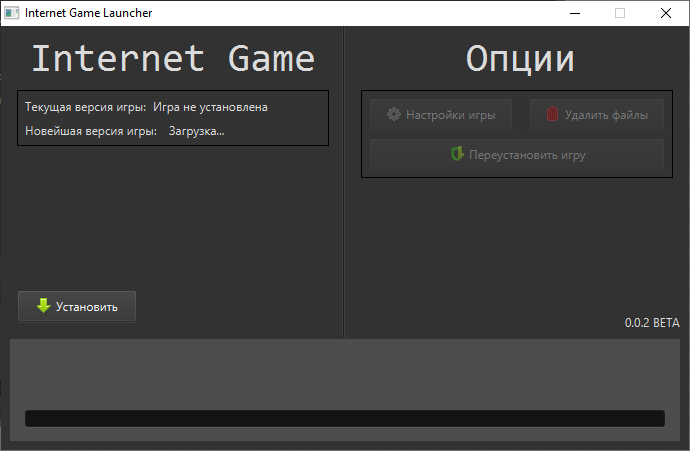 Internet Game Launcher
Internet Game
Текущая версия игры: Игра не установлена
Новейшая версия игры: Загрузка...
Установить
Опции
Настройки игры
Удалить файлы
Переустановить игру
0.0.2 BETA